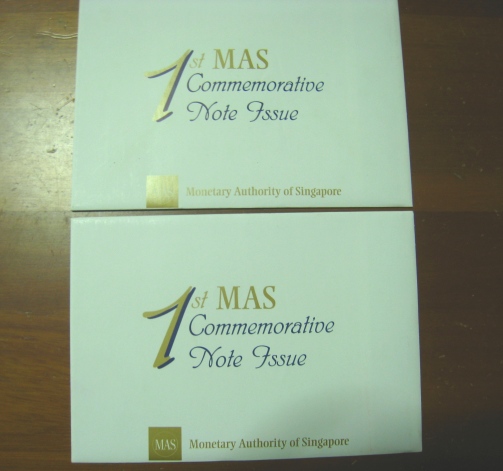 1st MAS
Commemorative
Note Issue
Monetary Authority of Singapore
1st MAS
Commemorative
Note Issue
MAS Monetary Authority of Singapore